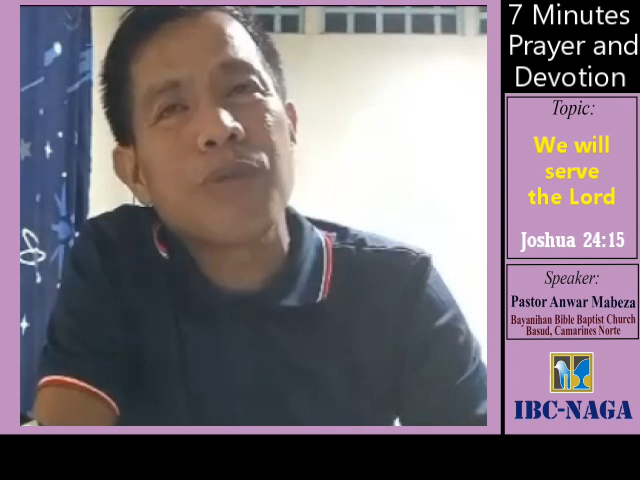 7 Minutes
Prayer and
Devotion
Topic:
We will
serve
the Lord
Joshua 24:15
Speaker:
Pastor Anwar Mabeza
Bayanihan Bible Baptist Church
Basud, Camarines Norte
IBC-NAGA